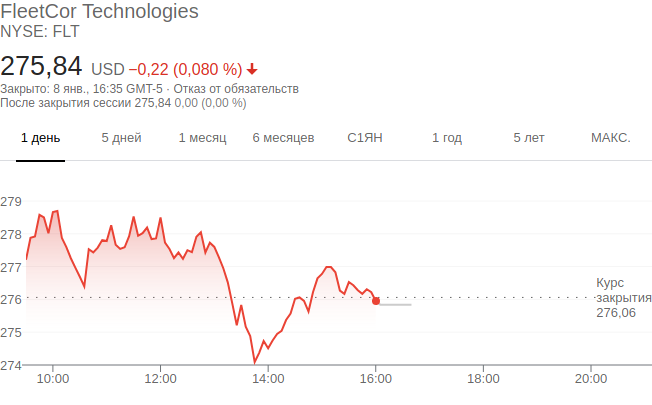 FleetCor Technologies
NYSE: FLT
275,84 USD −0,22 (0,080 %)
Закрыто: 8 янв., 16:35 GMT-5 · Отказ от обязательств
После закрытия сессии 275,84 0,00 (0,00 %)
1 день 5 дней 1 месяц 6 месяцев С1ЯН 1 год 5 лет МАКС.
279
278
277
276
275
274
Курс
закрытия
276,06
10:00 12:00 14:00 16:00 18:00 20:00